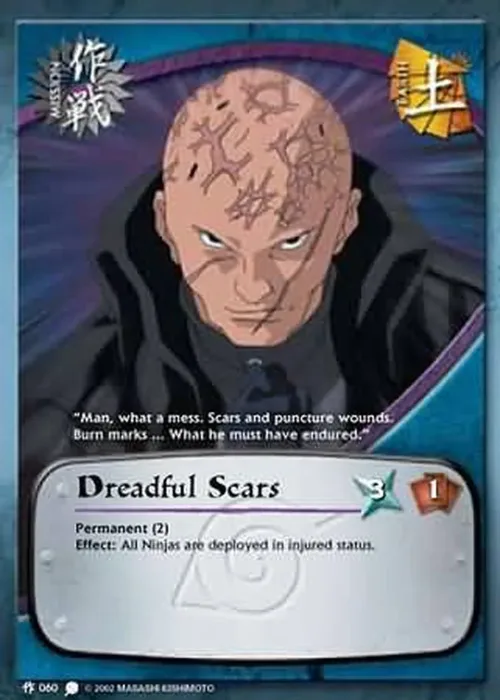 MISSION
作戦
EARTH
土
"Man, what a mess. Scars and puncture wounds.
Burn marks ... What he must have endured."
Dreadful Scars
3
1
Permanent (2)
Effect: All Ninjas are deployed in injured status.
作 060
© 2002 MASASHI KISHIMOTO